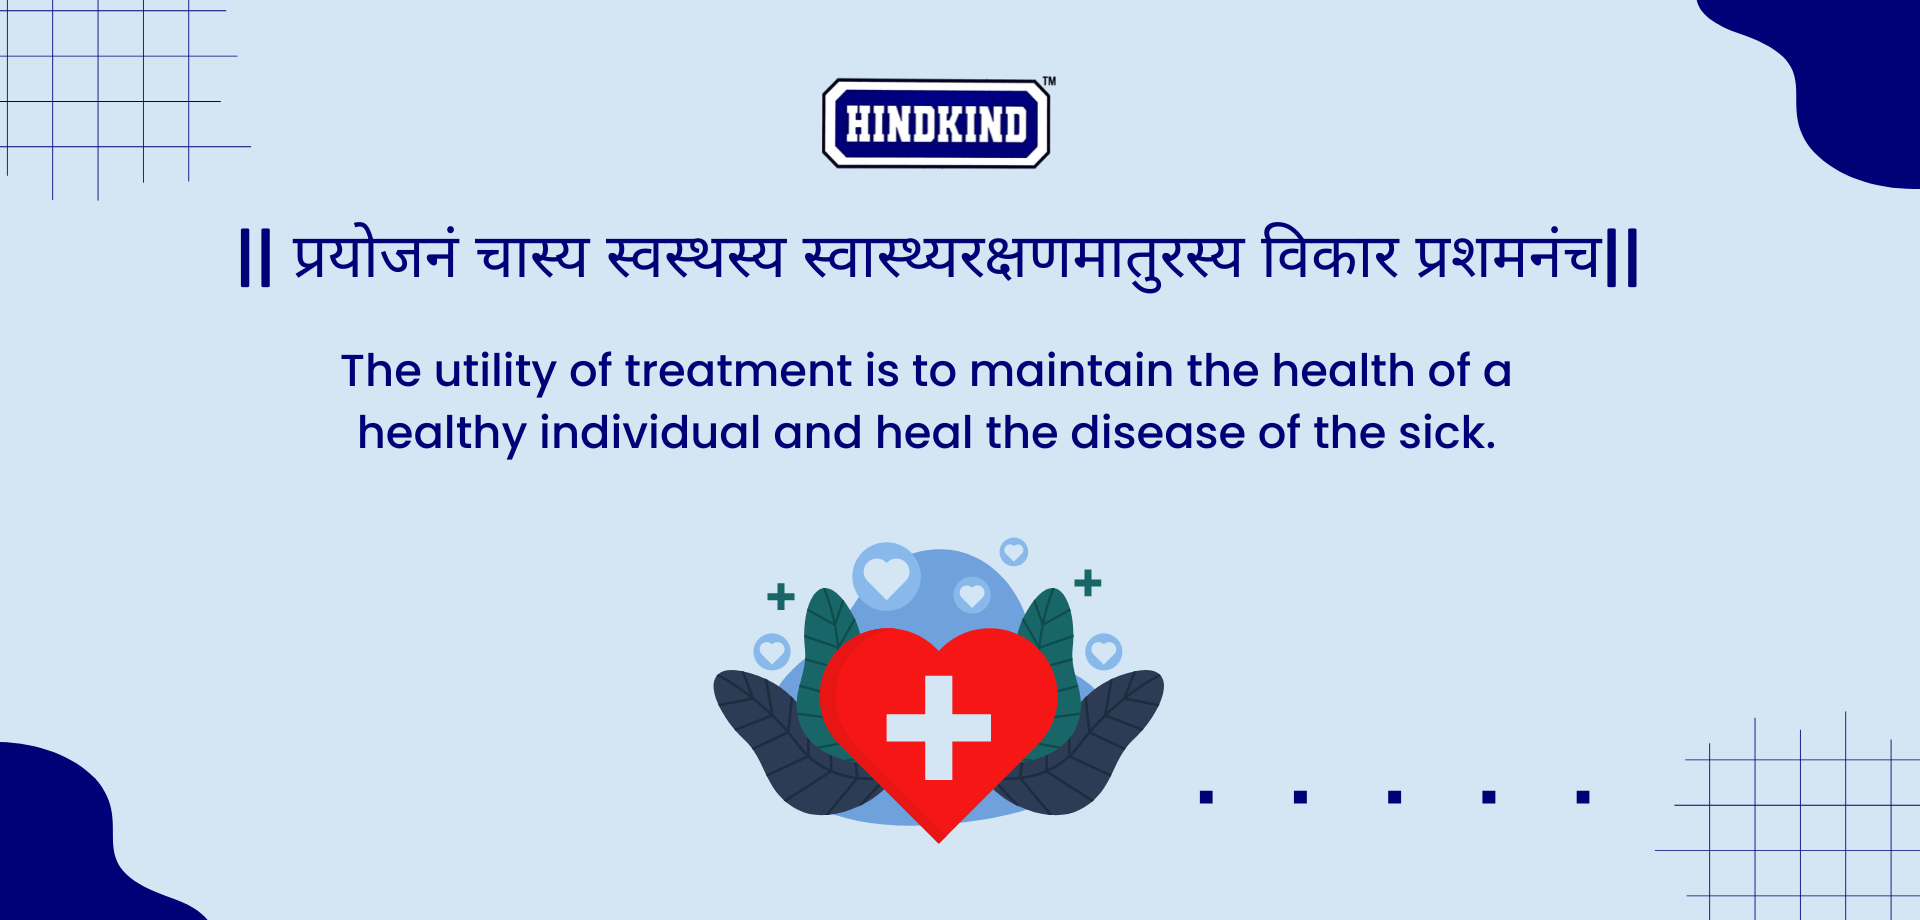 HINDKIND™
|| प्रयोजनं चास्य स्वस्थस्य स्वास्थ्यरक्षणमातुरस्य विकार प्रशमनंच||
The utility of treatment is to maintain the health of a
healthy individual and heal the disease of the sick.